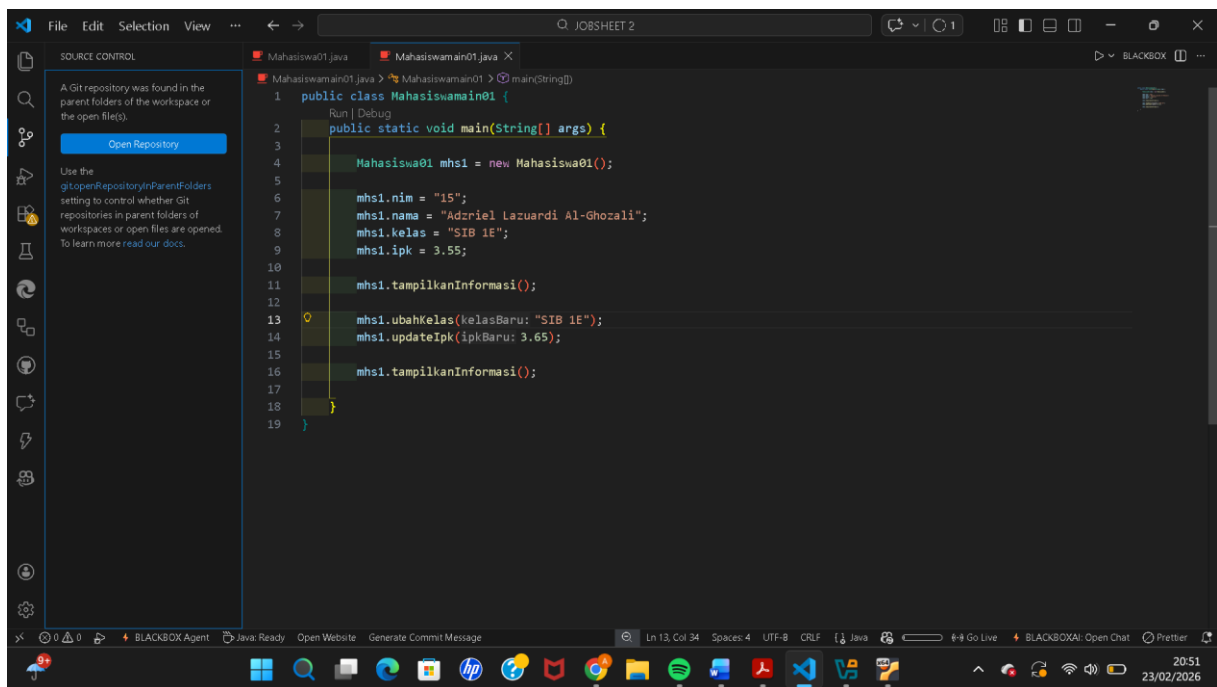 File Edit Selection View ··· JOBSHEET 2 1
SOURCE CONTROL
A Git repository was found in the
parent folders of the workspace or
the open file(s).
Open Repository
Use the
git.openRepositoryInParentFolders
setting to control whether Git
repositories in parent folders of
workspaces or open files are opened.
To learn more read our docs.
Mahasiswa01.java Mahasiswamain01.java BLACKBOX ···
Mahasiswamain01.java > Mahasiswamain01 > main(String[])
1 public class Mahasiswamain01 {
Run | Debug
2 public static void main(String[] args) {
3
4 Mahasiswa01 mhs1 = new Mahasiswa01();
5
6 mhs1.nim = "15";
7 mhs1.nama = "Adzriel Lazuardi Al-Ghozali";
8 mhs1.kelas = "SIB 1E";
9 mhs1.ipk = 3.55;
10
11 mhs1.tampilkanInformasi();
12
13 mhs1.ubahKelas(kelasBaru: "SIB 1E");
14 mhs1.updateIpk(ipkBaru: 3.65);
15
16 mhs1.tampilkanInformasi();
17
18 }
19 }
0 0 BLACKBOX Agent Java: Ready Open Website Generate Commit Message Ln 13, Col 34 Spaces: 4 UTF-8 CRLF { } Java Go Live BLACKBOXAI: Open Chat Prettier
9+ hp 20:51
23/02/2026